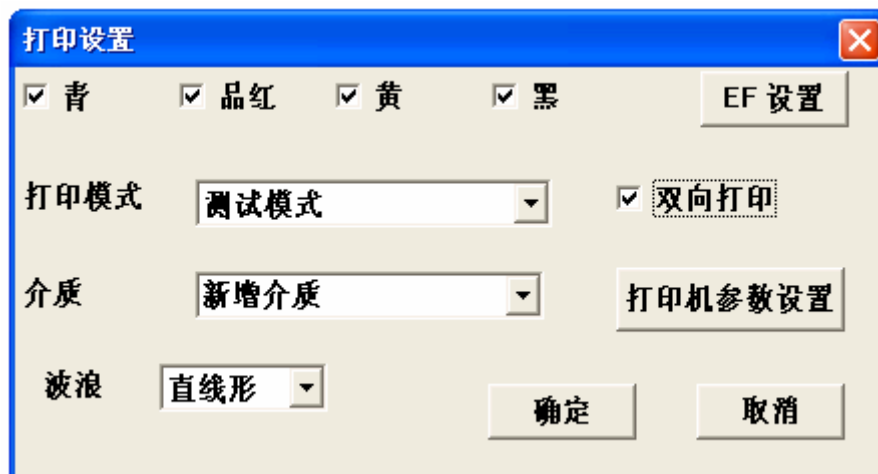 打印设置
青 品红 黄 黑 EF 设置
打印模式 测试模式 双向打印
介质 新增介质 打印机参数设置
波浪 直线形 确定 取消